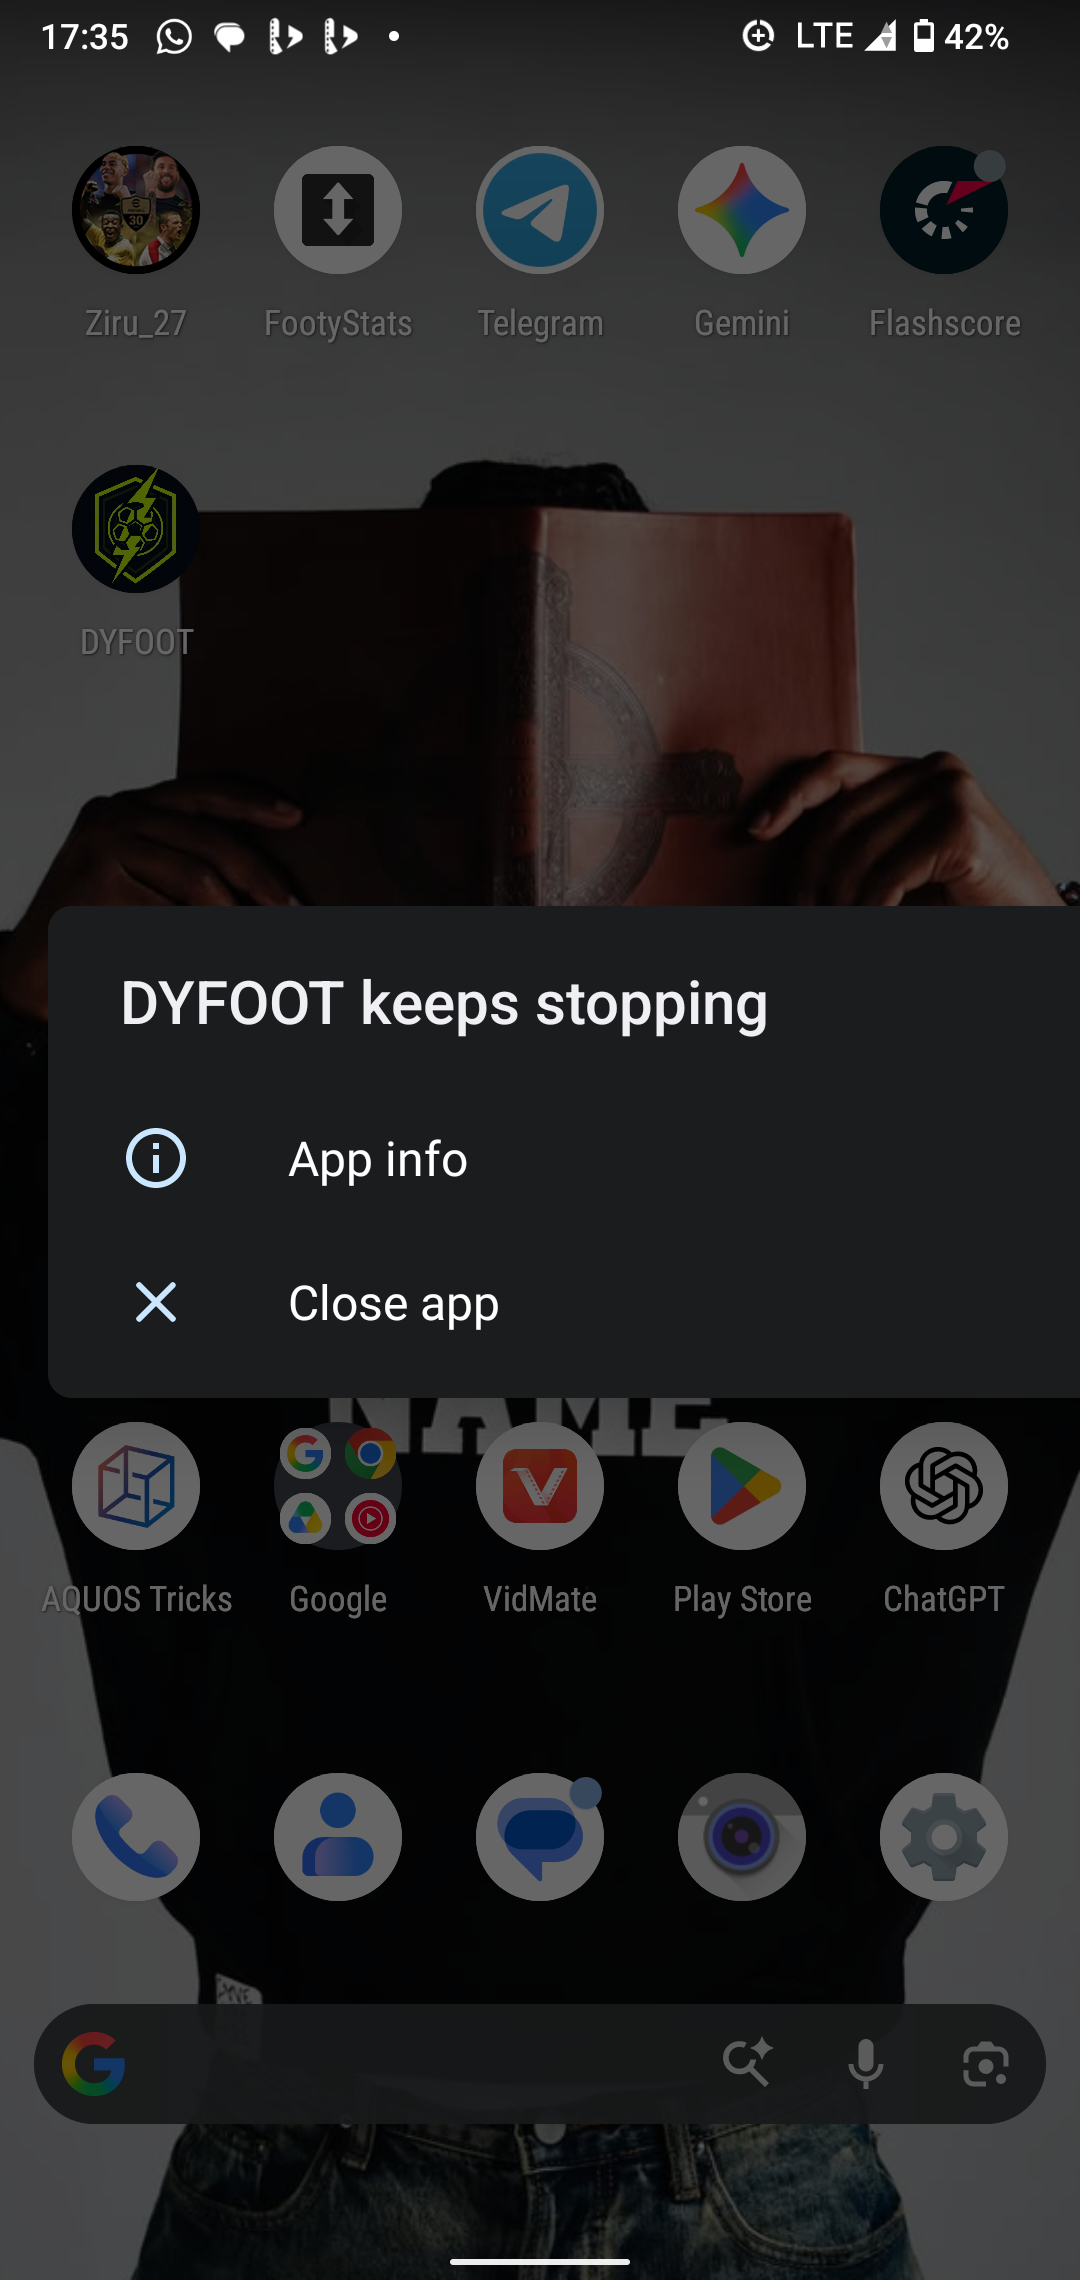 17:35
LTE
42%
Ziru_27
FootyStats
Telegram
Gemini
Flashscore
DYFOOT
DYFOOT keeps stopping
App info
Close app
NAME
AQUOS Tricks
Google
VidMate
Play Store
ChatGPT